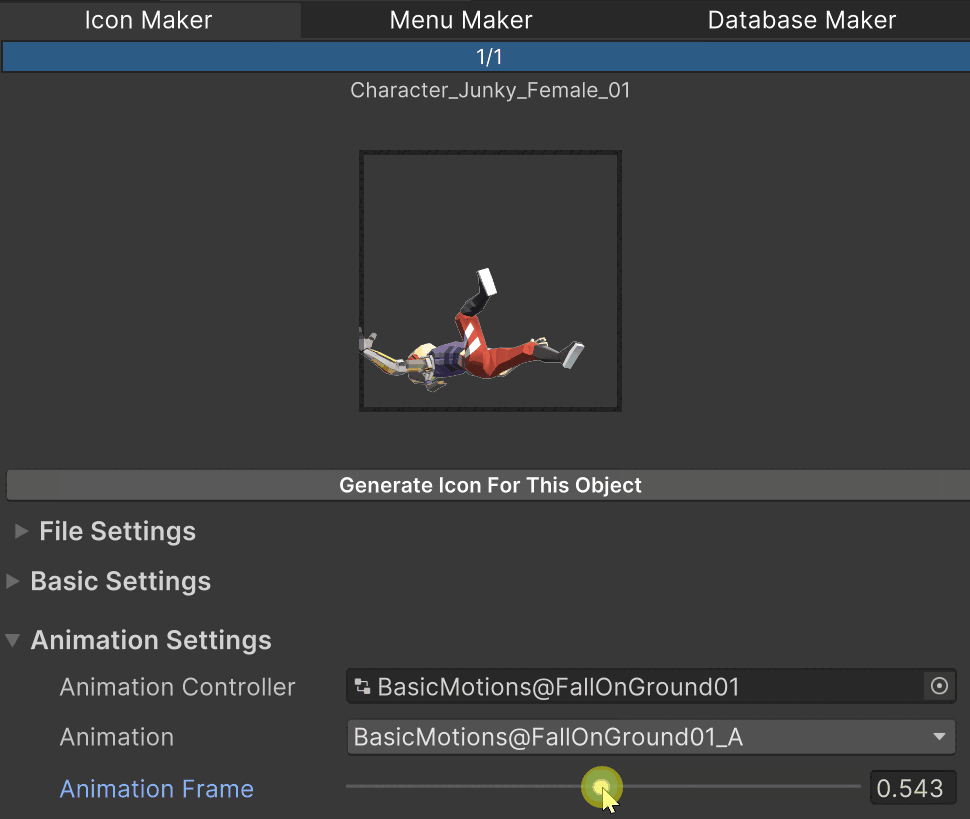 Icon Maker Menu Maker Database Maker
1/1
Character_Junky_Female_01
Generate Icon For This Object
File Settings
Basic Settings
Animation Settings
Animation Controller BasicMotions@FallOnGround01
Animation BasicMotions@FallOnGround01_A
Animation Frame 0.543